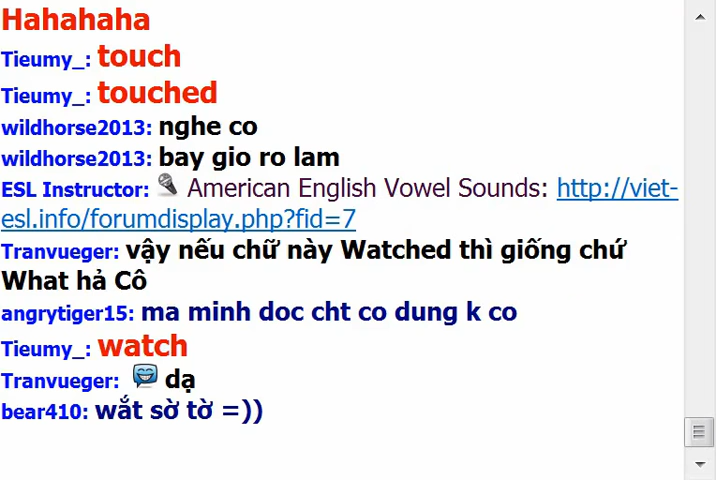 Hahahaha
Tieumy_: touch
Tieumy_: touched
wildhorse2013: nghe co
wildhorse2013: bay gio ro lam
ESL Instructor: American English Vowel Sounds: http://viet-
esl.info/forumdisplay.php?fid=7
Tranvueger: vậy nếu chữ này Watched thì giống chứ
What hả Cô
angrytiger15: ma minh doc cht co dung k co
Tieumy_: watch
Tranvueger: dạ
bear410: wắt sờ tờ =))